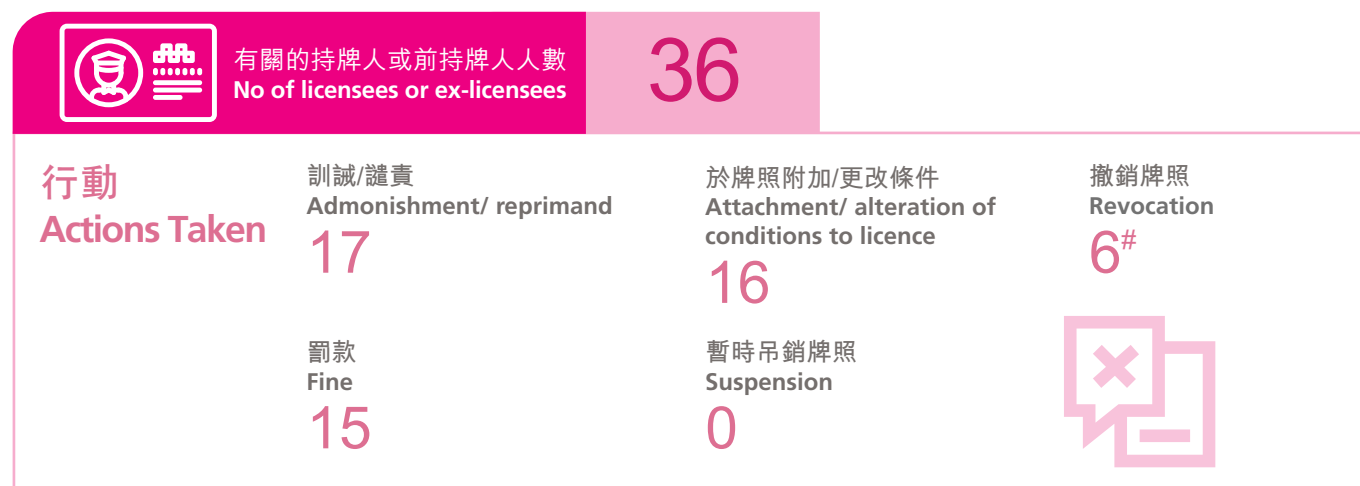 有關的持牌人或前持牌人人數
No of licensees or ex-licensees
36
行動
Actions Taken
訓誡/譴責
Admonishment/ reprimand
17
於牌照附加/更改條件
Attachment/ alteration of
conditions to licence
16
撤銷牌照
Revocation
6#
罰款
Fine
15
暫時吊銷牌照
Suspension
0